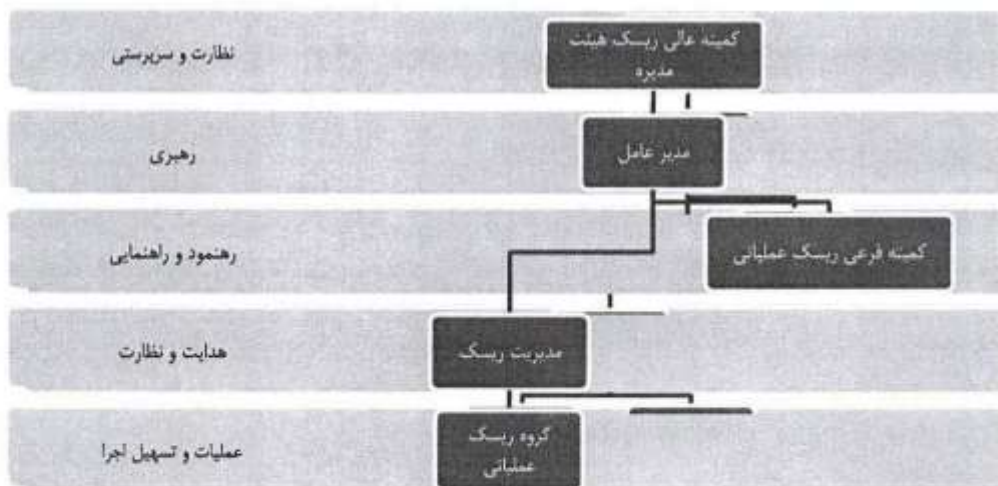 نظارت و سرپرستی
کمیته عالی ریسک هیئت
مدیره
رهبری
مدیر عامل
رهنمود و راهنمایی
کمیته فرعی ریسک عملیاتی
هدایت و نظارت
مدیریت ریسک
عملیات و تسهیل اجرا
گروه ریسک
عملیاتی